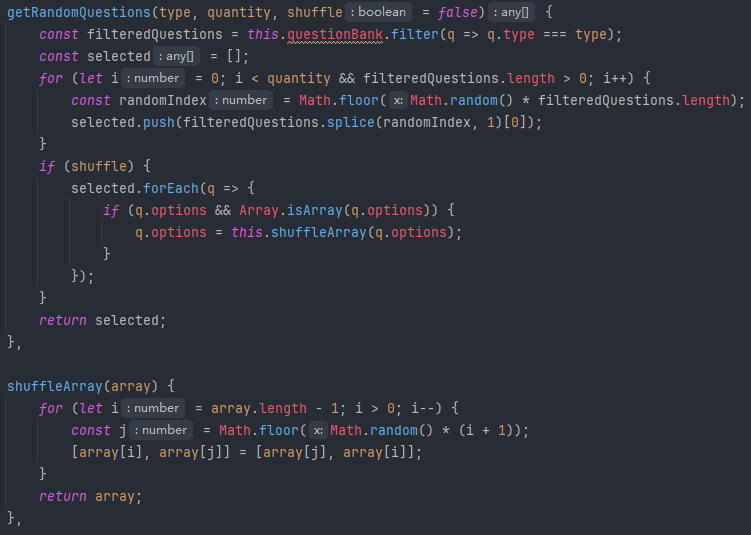 getRandomQuestions(type, quantity, shuffle : boolean = false) : any[] {
    const filteredQuestions = this.questionBank.filter(q => q.type === type);
    const selected : any[] = [];
    for (let i : number = 0; i < quantity && filteredQuestions.length > 0; i++) {
        const randomIndex : number = Math.floor( x: Math.random() * filteredQuestions.length);
        selected.push(filteredQuestions.splice(randomIndex, 1)[0]);
    }
    if (shuffle) {
        selected.forEach(q => {
            if (q.options && Array.isArray(q.options)) {
                q.options = this.shuffleArray(q.options);
            }
        });
    }
    return selected;
},
shuffleArray(array) {
    for (let i : number = array.length - 1; i > 0; i--) {
        const j : number = Math.floor( x: Math.random() * (i + 1));
        [array[i], array[j]] = [array[j], array[i]];
    }
    return array;
},